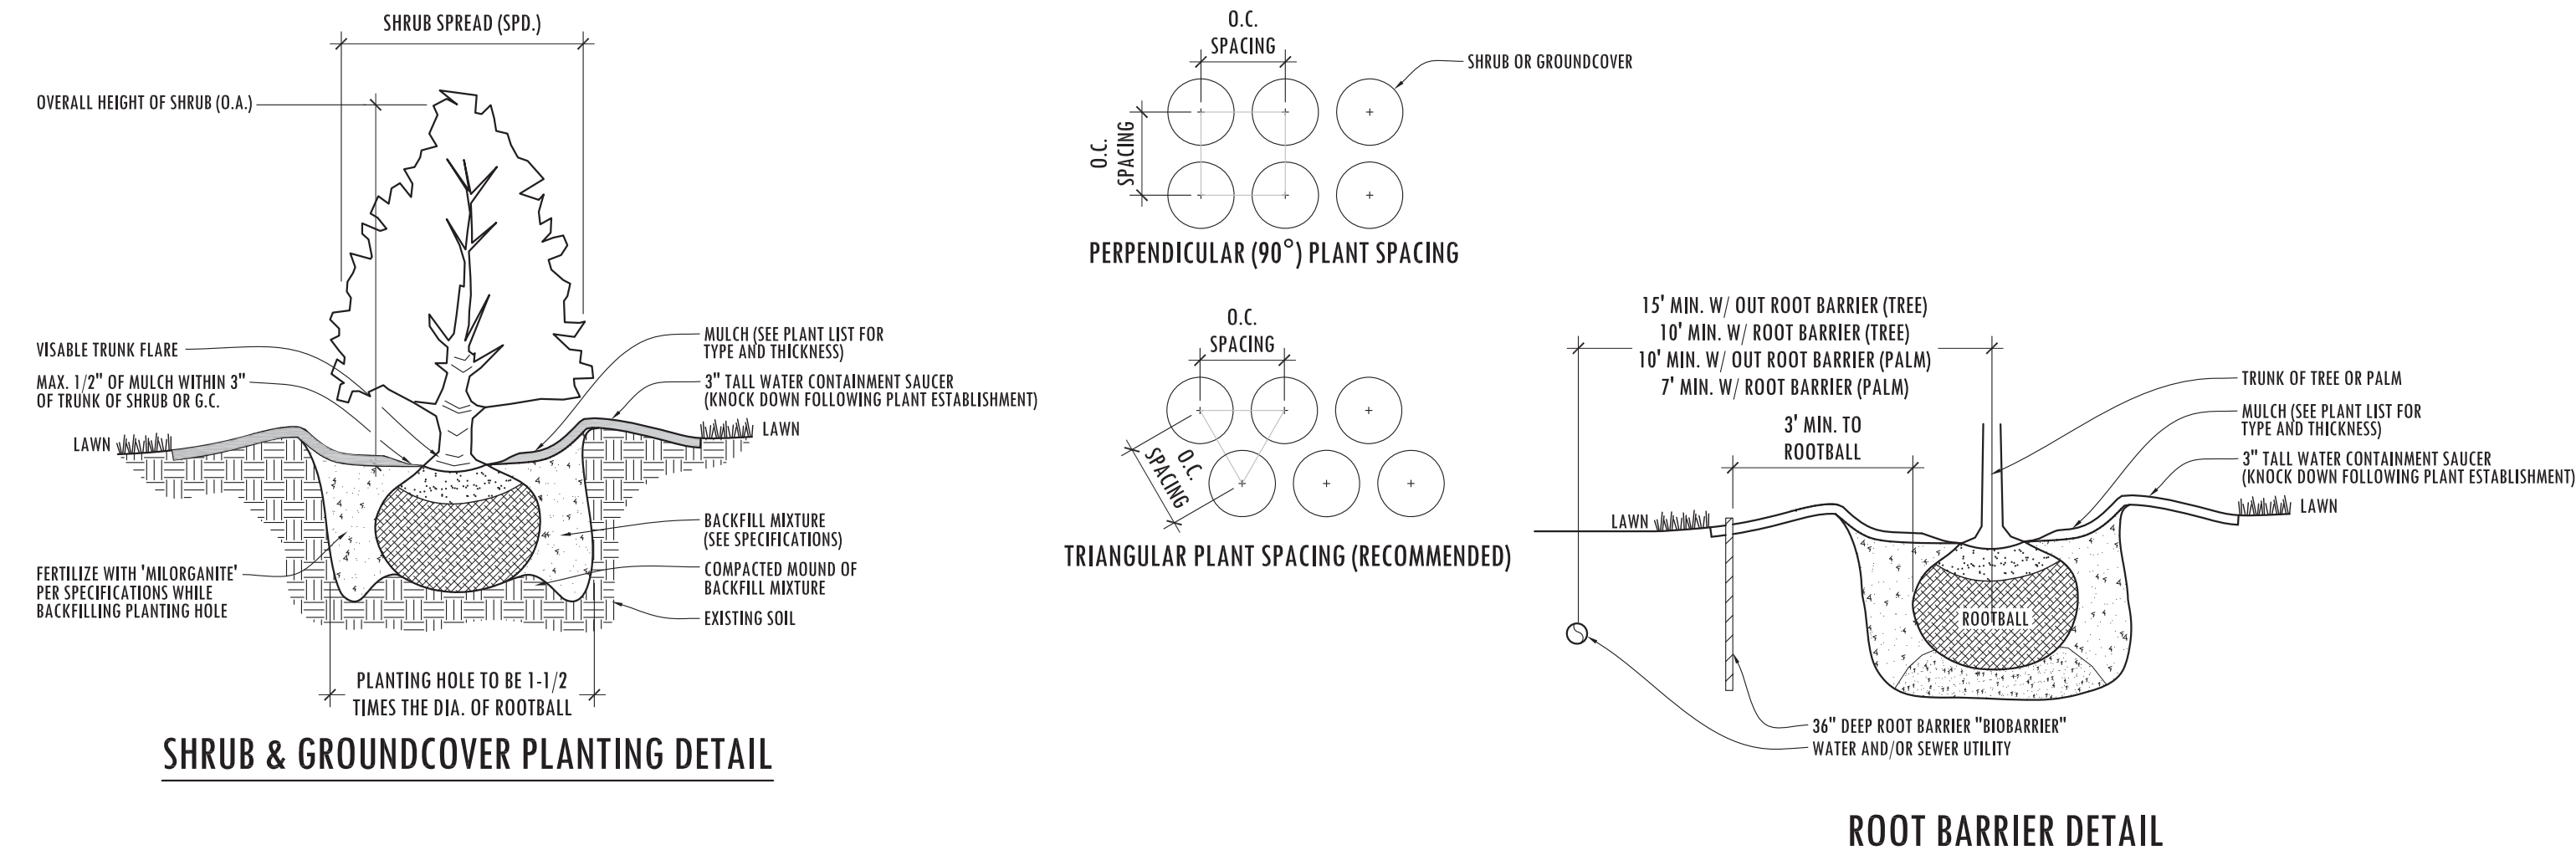 SHRUB SPREAD (SPD.)
OVERALL HEIGHT OF SHRUB (O.A.)
VISABLE TRUNK FLARE
MAX. 1/2" OF MULCH WITHIN 3"
OF TRUNK OF SHRUB OR G.C.
LAWN
MULCH (SEE PLANT LIST FOR
TYPE AND THICKNESS)
3" TALL WATER CONTAINMENT SAUCER
(KNOCK DOWN FOLLOWING PLANT ESTABLISHMENT)
LAWN
FERTILIZE WITH 'MILORGANITE'
PER SPECIFICATIONS WHILE
BACKFILLING PLANTING HOLE
BACKFILL MIXTURE
(SEE SPECIFICATIONS)
COMPACTED MOUND OF
BACKFILL MIXTURE
EXISTING SOIL
PLANTING HOLE TO BE 1-1/2
TIMES THE DIA. OF ROOTBALL
SHRUB & GROUNDCOVER PLANTING DETAIL
O.C.
SPACING
SHRUB OR GROUNDCOVER
O.C.
SPACING
PERPENDICULAR (90°) PLANT SPACING
O.C.
SPACING
O.C.
SPACING
TRIANGULAR PLANT SPACING (RECOMMENDED)
15' MIN. W/ OUT ROOT BARRIER (TREE)
10' MIN. W/ ROOT BARRIER (TREE)
10' MIN. W/ OUT ROOT BARRIER (PALM)
7' MIN. W/ ROOT BARRIER (PALM)
3' MIN. TO
ROOTBALL
TRUNK OF TREE OR PALM
MULCH (SEE PLANT LIST FOR
TYPE AND THICKNESS)
3" TALL WATER CONTAINMENT SAUCER
(KNOCK DOWN FOLLOWING PLANT ESTABLISHMENT)
LAWN
LAWN
ROOTBALL
36" DEEP ROOT BARRIER "BIOBARRIER"
WATER AND/OR SEWER UTILITY
ROOT BARRIER DETAIL